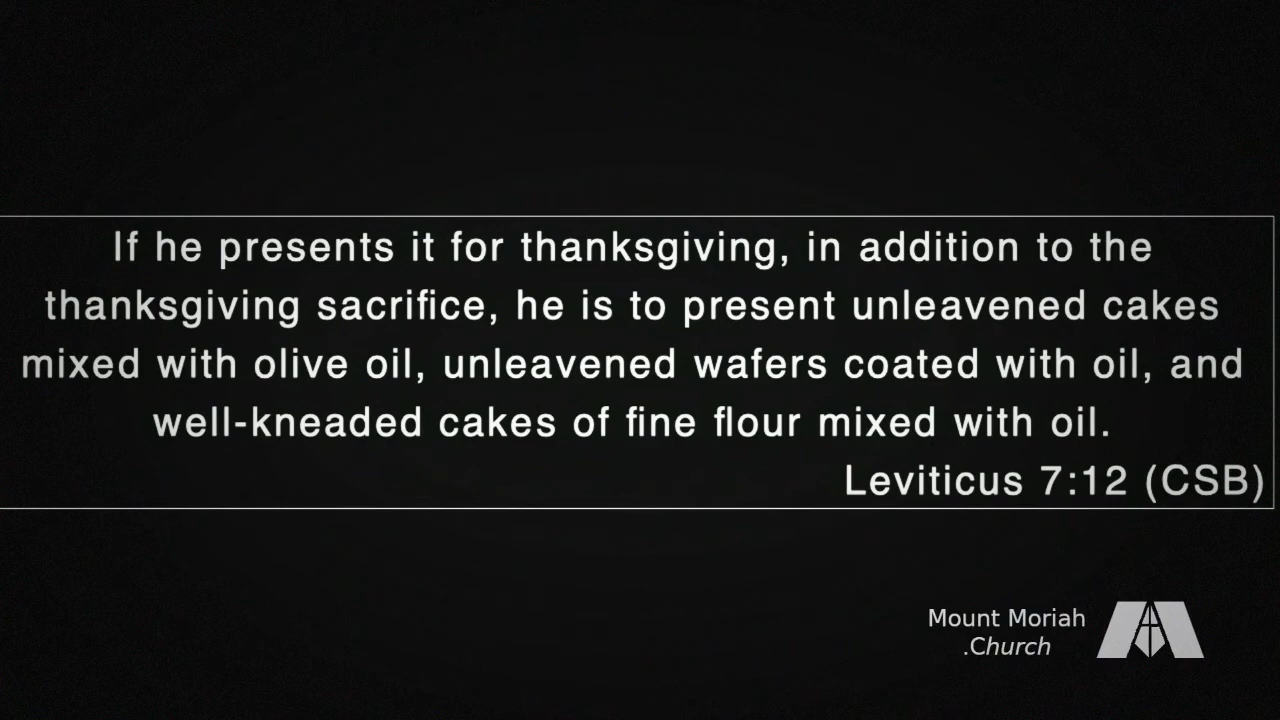 If he presents it for thanksgiving, in addition to the
thanksgiving sacrifice, he is to present unleavened cakes
mixed with olive oil, unleavened wafers coated with oil, and
well-kneaded cakes of fine flour mixed with oil.
Leviticus 7:12 (CSB)
Mount Moriah
.Church